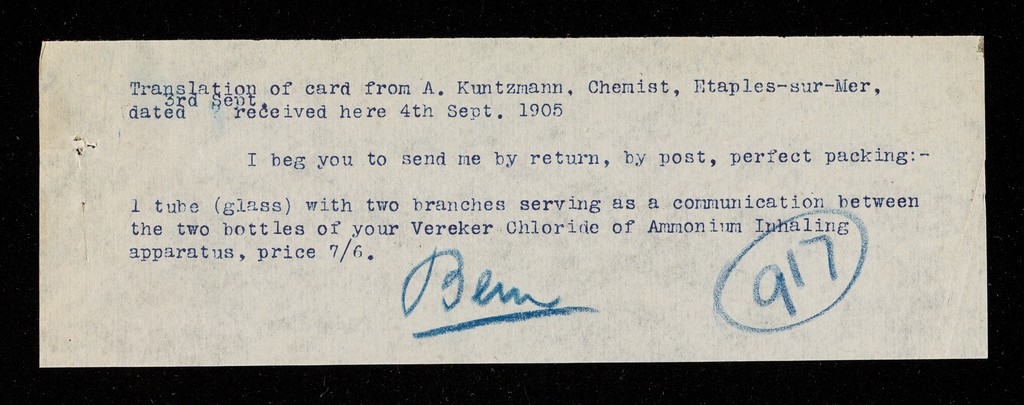 Translation of card from A. Kuntzmann, Chemist, Etaples-sur-Mer,
3rd Sept.
dated ? received here 4th Sept. 1905
I beg you to send me by return, by post, perfect packing:-
1 tube (glass) with two branches serving as a communication between
the two bottles of your Vereker Chloride of Ammonium Inhaling
apparatus, price 7/6.
917